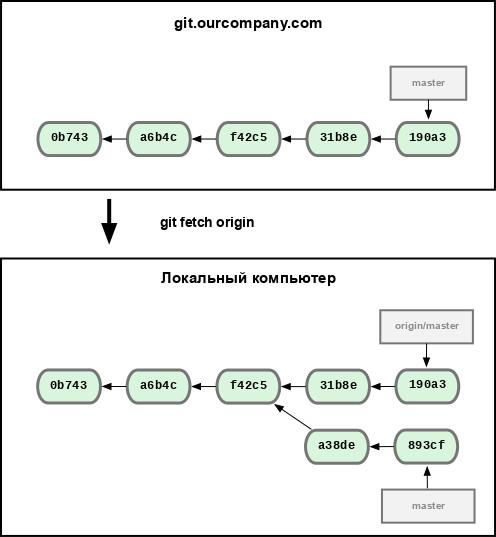 git.ourcompany.com
master
0b743 a6b4c f42c5 31b8e 190a3
git fetch origin
Локальный компьютер
origin/master
0b743 a6b4c f42c5 31b8e 190a3
a38de 893cf
master